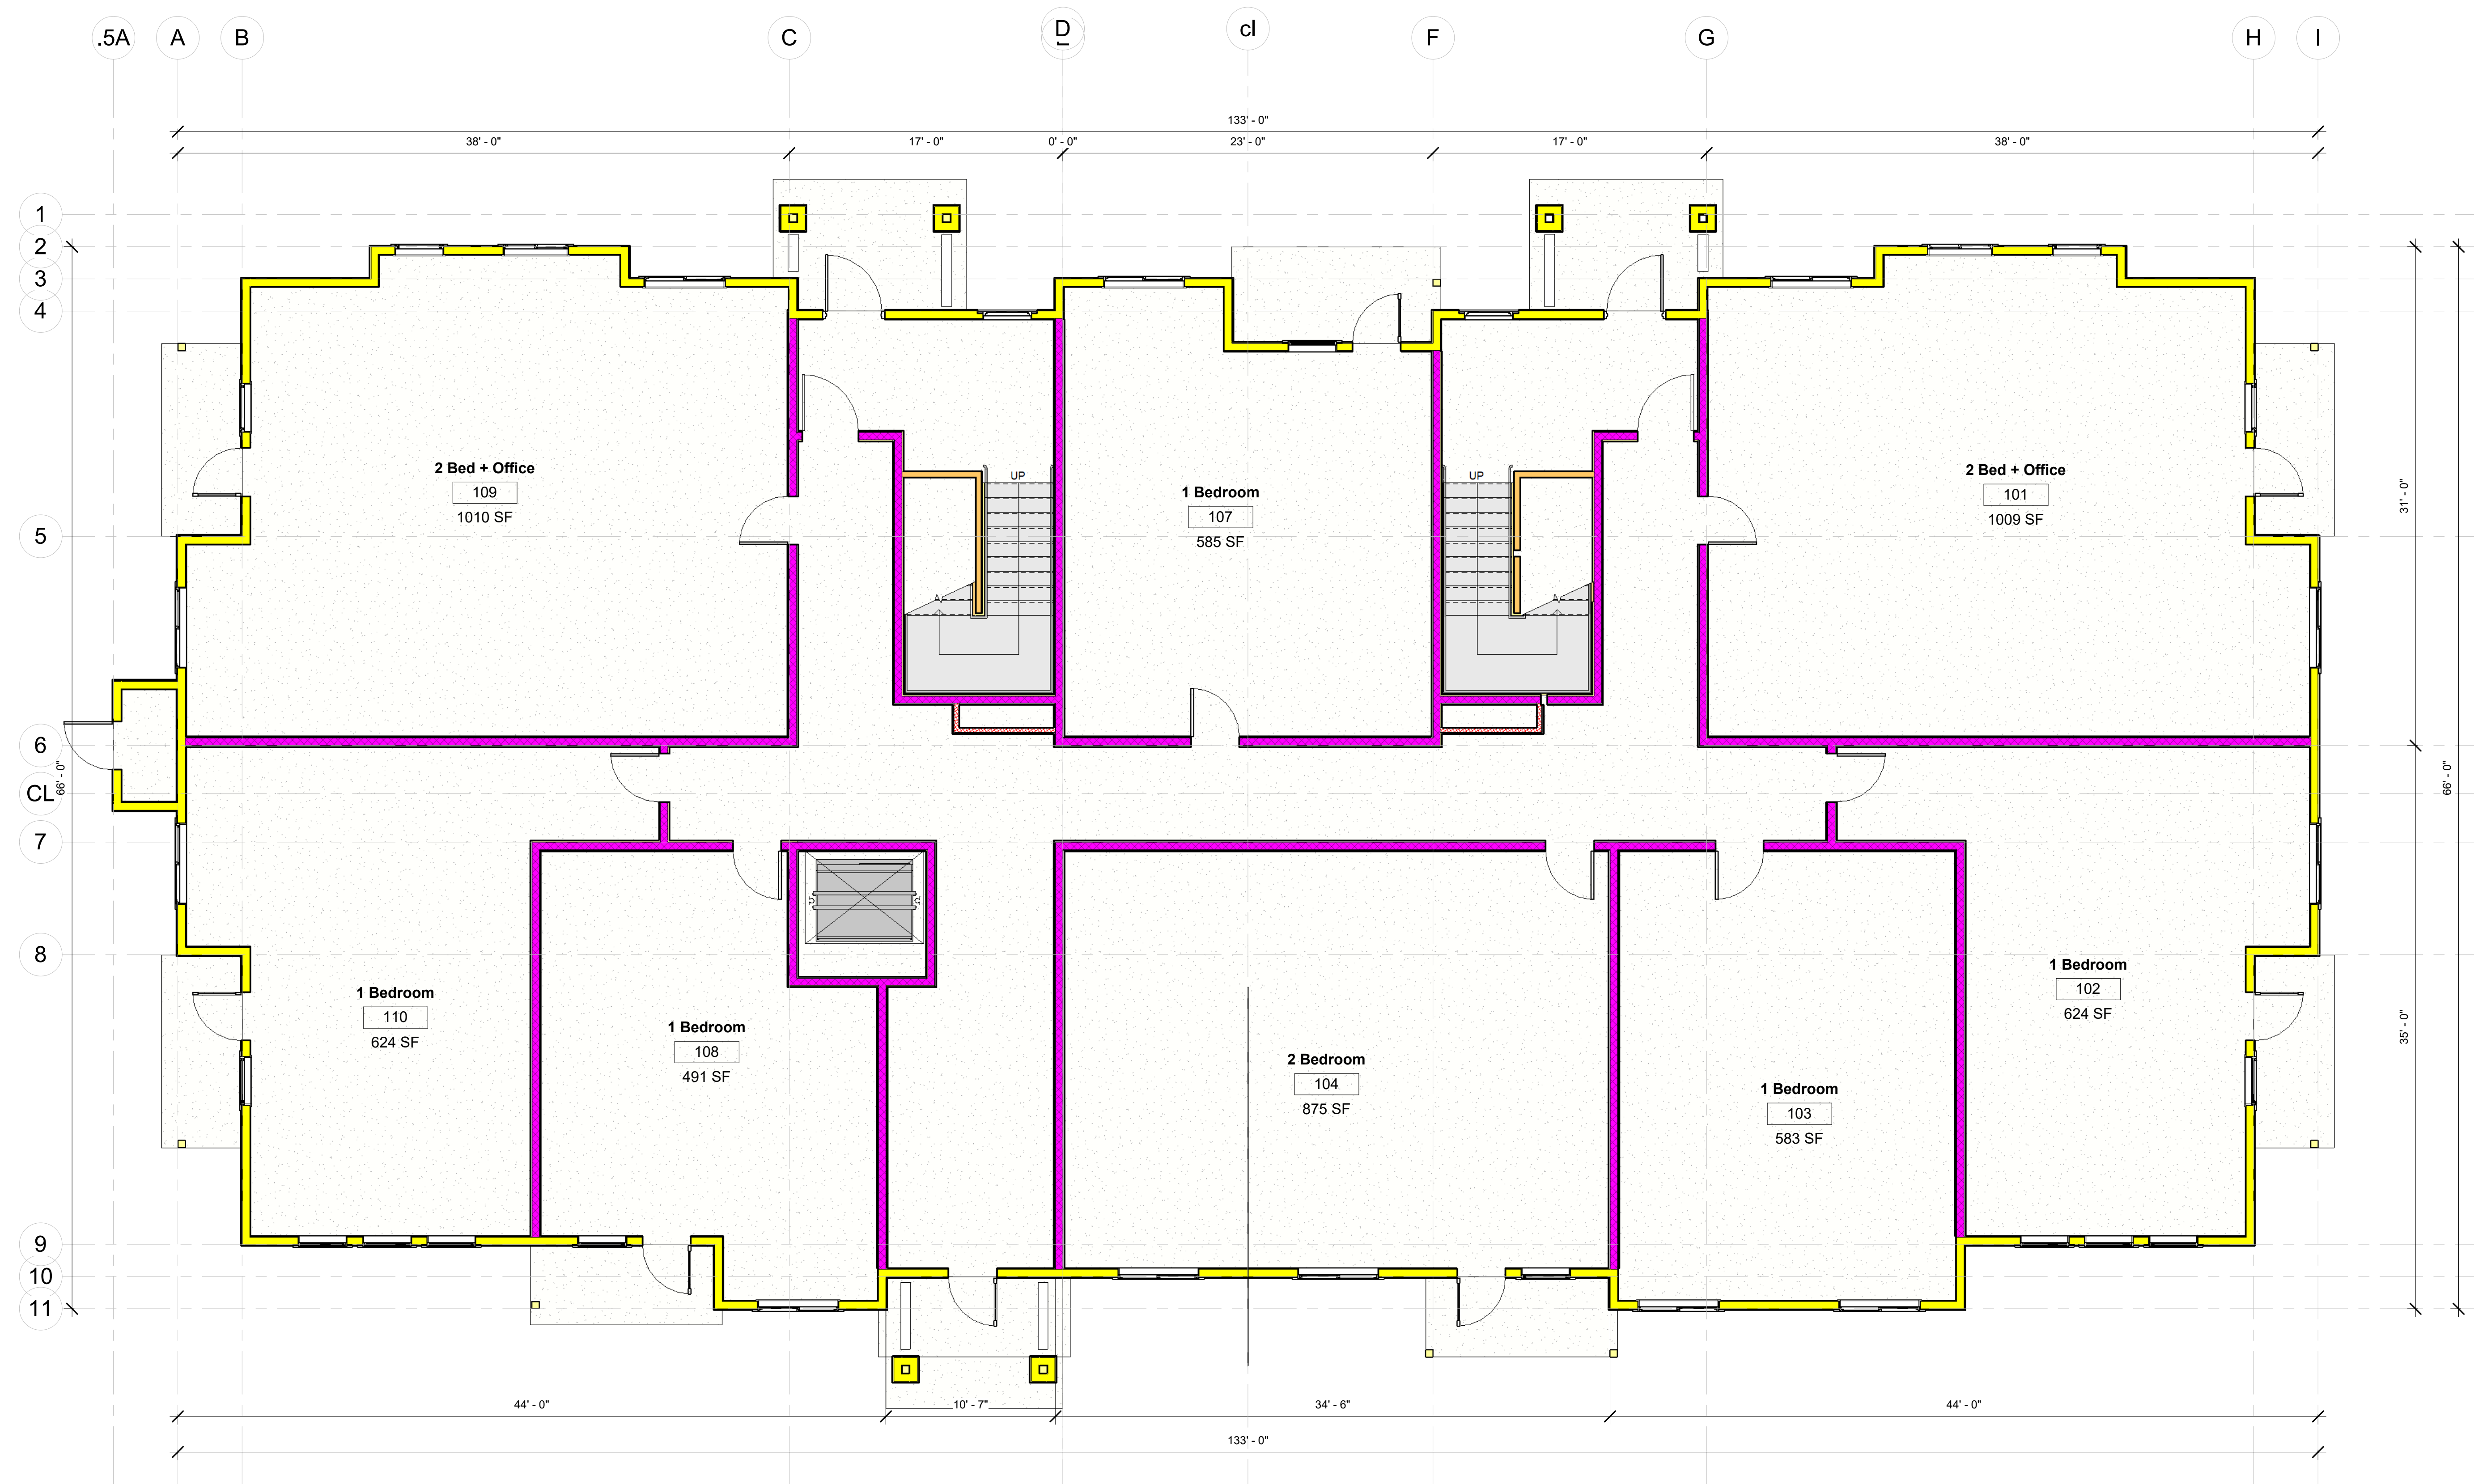 .5A
A
B
C
D
cl
F
G
H
I
133' - 0"
38' - 0"
17' - 0"
0' - 0"
23' - 0"
17' - 0"
38' - 0"
1
2
3
4
5
6
CL
7
8
9
10
11
66' - 0"
31' - 0"
66' - 0"
35' - 0"
2 Bed + Office
109
1010 SF
UP
1 Bedroom
107
585 SF
UP
2 Bed + Office
101
1009 SF
1 Bedroom
110
624 SF
1 Bedroom
108
491 SF
2 Bedroom
104
875 SF
1 Bedroom
103
583 SF
1 Bedroom
102
624 SF
44' - 0"
10' - 7"
34' - 6"
44' - 0"
133' - 0"